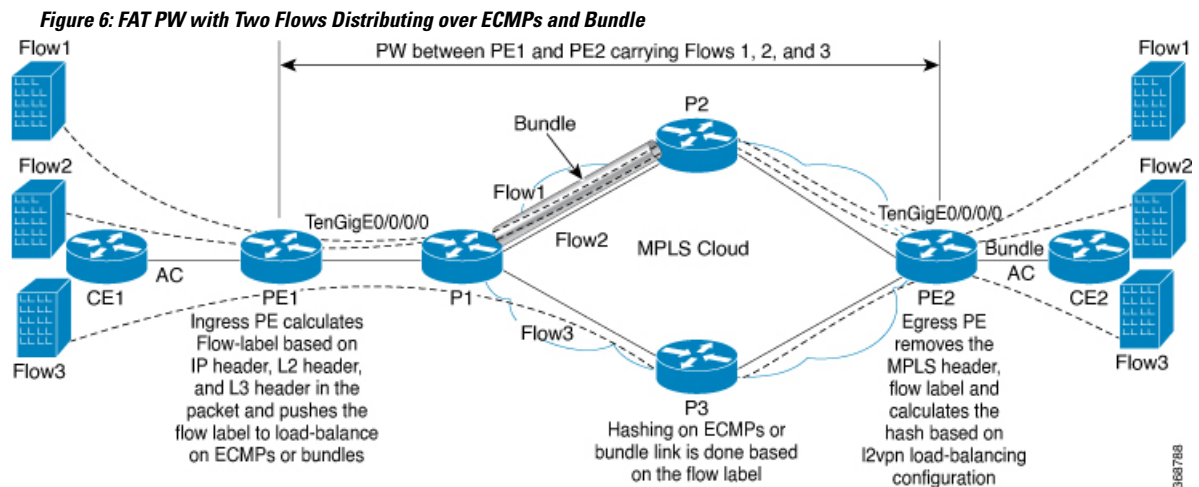 Figure 6: FAT PW with Two Flows Distributing over ECMPs and Bundle
Flow1
PW between PE1 and PE2 carrying Flows 1, 2, and 3
Flow1
P2
Bundle
Flow2
Flow1
Flow2
TenGigE0/0/0/0
TenGigE0/0/0/0
Flow2
MPLS Cloud
Bundle
AC
AC
CE1
PE1
P1
PE2
CE2
Flow3
Flow3
Flow3
Ingress PE calculates
Flow-label based on
IP header, L2 header,
and L3 header in the
packet and pushes the
flow label to load-balance
on ECMPs or bundles
P3
Hashing on ECMPs or
bundle link is done based
on the flow label
Egress PE
removes the
MPLS header,
flow label and
calculates the
hash based on
l2vpn load-balancing
configuration
368788